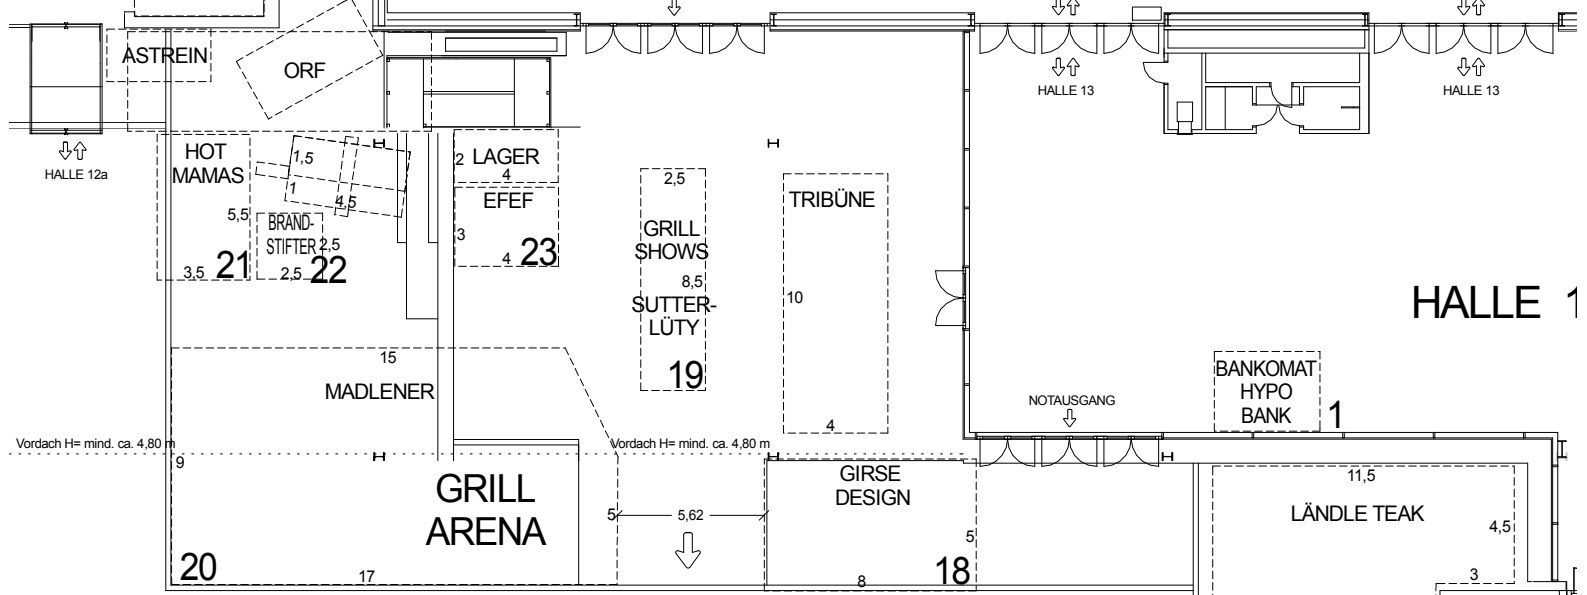 ASTREIN
ORF
HALLE 13
HALLE 13
HALLE 12a
HOT
MAMAS
5,5
3,5
21
1,5
1
4,5
BRAND-
STIFTER
2,5
2,5
22
2
LAGER
4
EFEF
3
4
23
2,5
GRILL
SHOWS
8,5
SUTTER-
LÜTY
19
TRIBÜNE
10
4
HALLE 1
BANKOMAT
HYPO
BANK
1
NOTAUSGANG
15
MADLENER
Vordach H= mind. ca. 4,80 m
Vordach H= mind. ca. 4,80 m
9
GRILL
ARENA
20
17
5
5,62
GIRSE
DESIGN
5
18
8
11,5
LÄNDLE TEAK
4,5
3